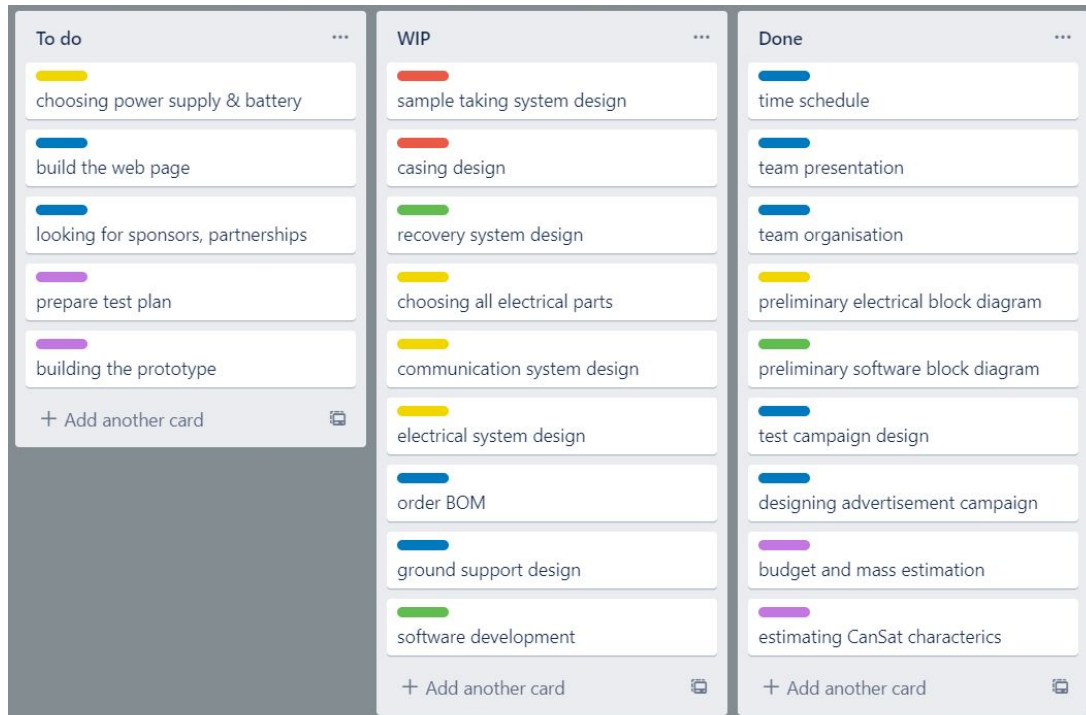 To do
choosing power supply & battery
build the web page
looking for sponsors, partnerships
prepare test plan
building the prototype
+ Add another card
WIP
sample taking system design
casing design
recovery system design
choosing all electrical parts
communication system design
electrical system design
order BOM
ground support design
software development
+ Add another card
Done
time schedule
team presentation
team organisation
preliminary electrical block diagram
preliminary software block diagram
test campaign design
designing advertisement campaign
budget and mass estimation
estimating CanSat characterics
+ Add another card